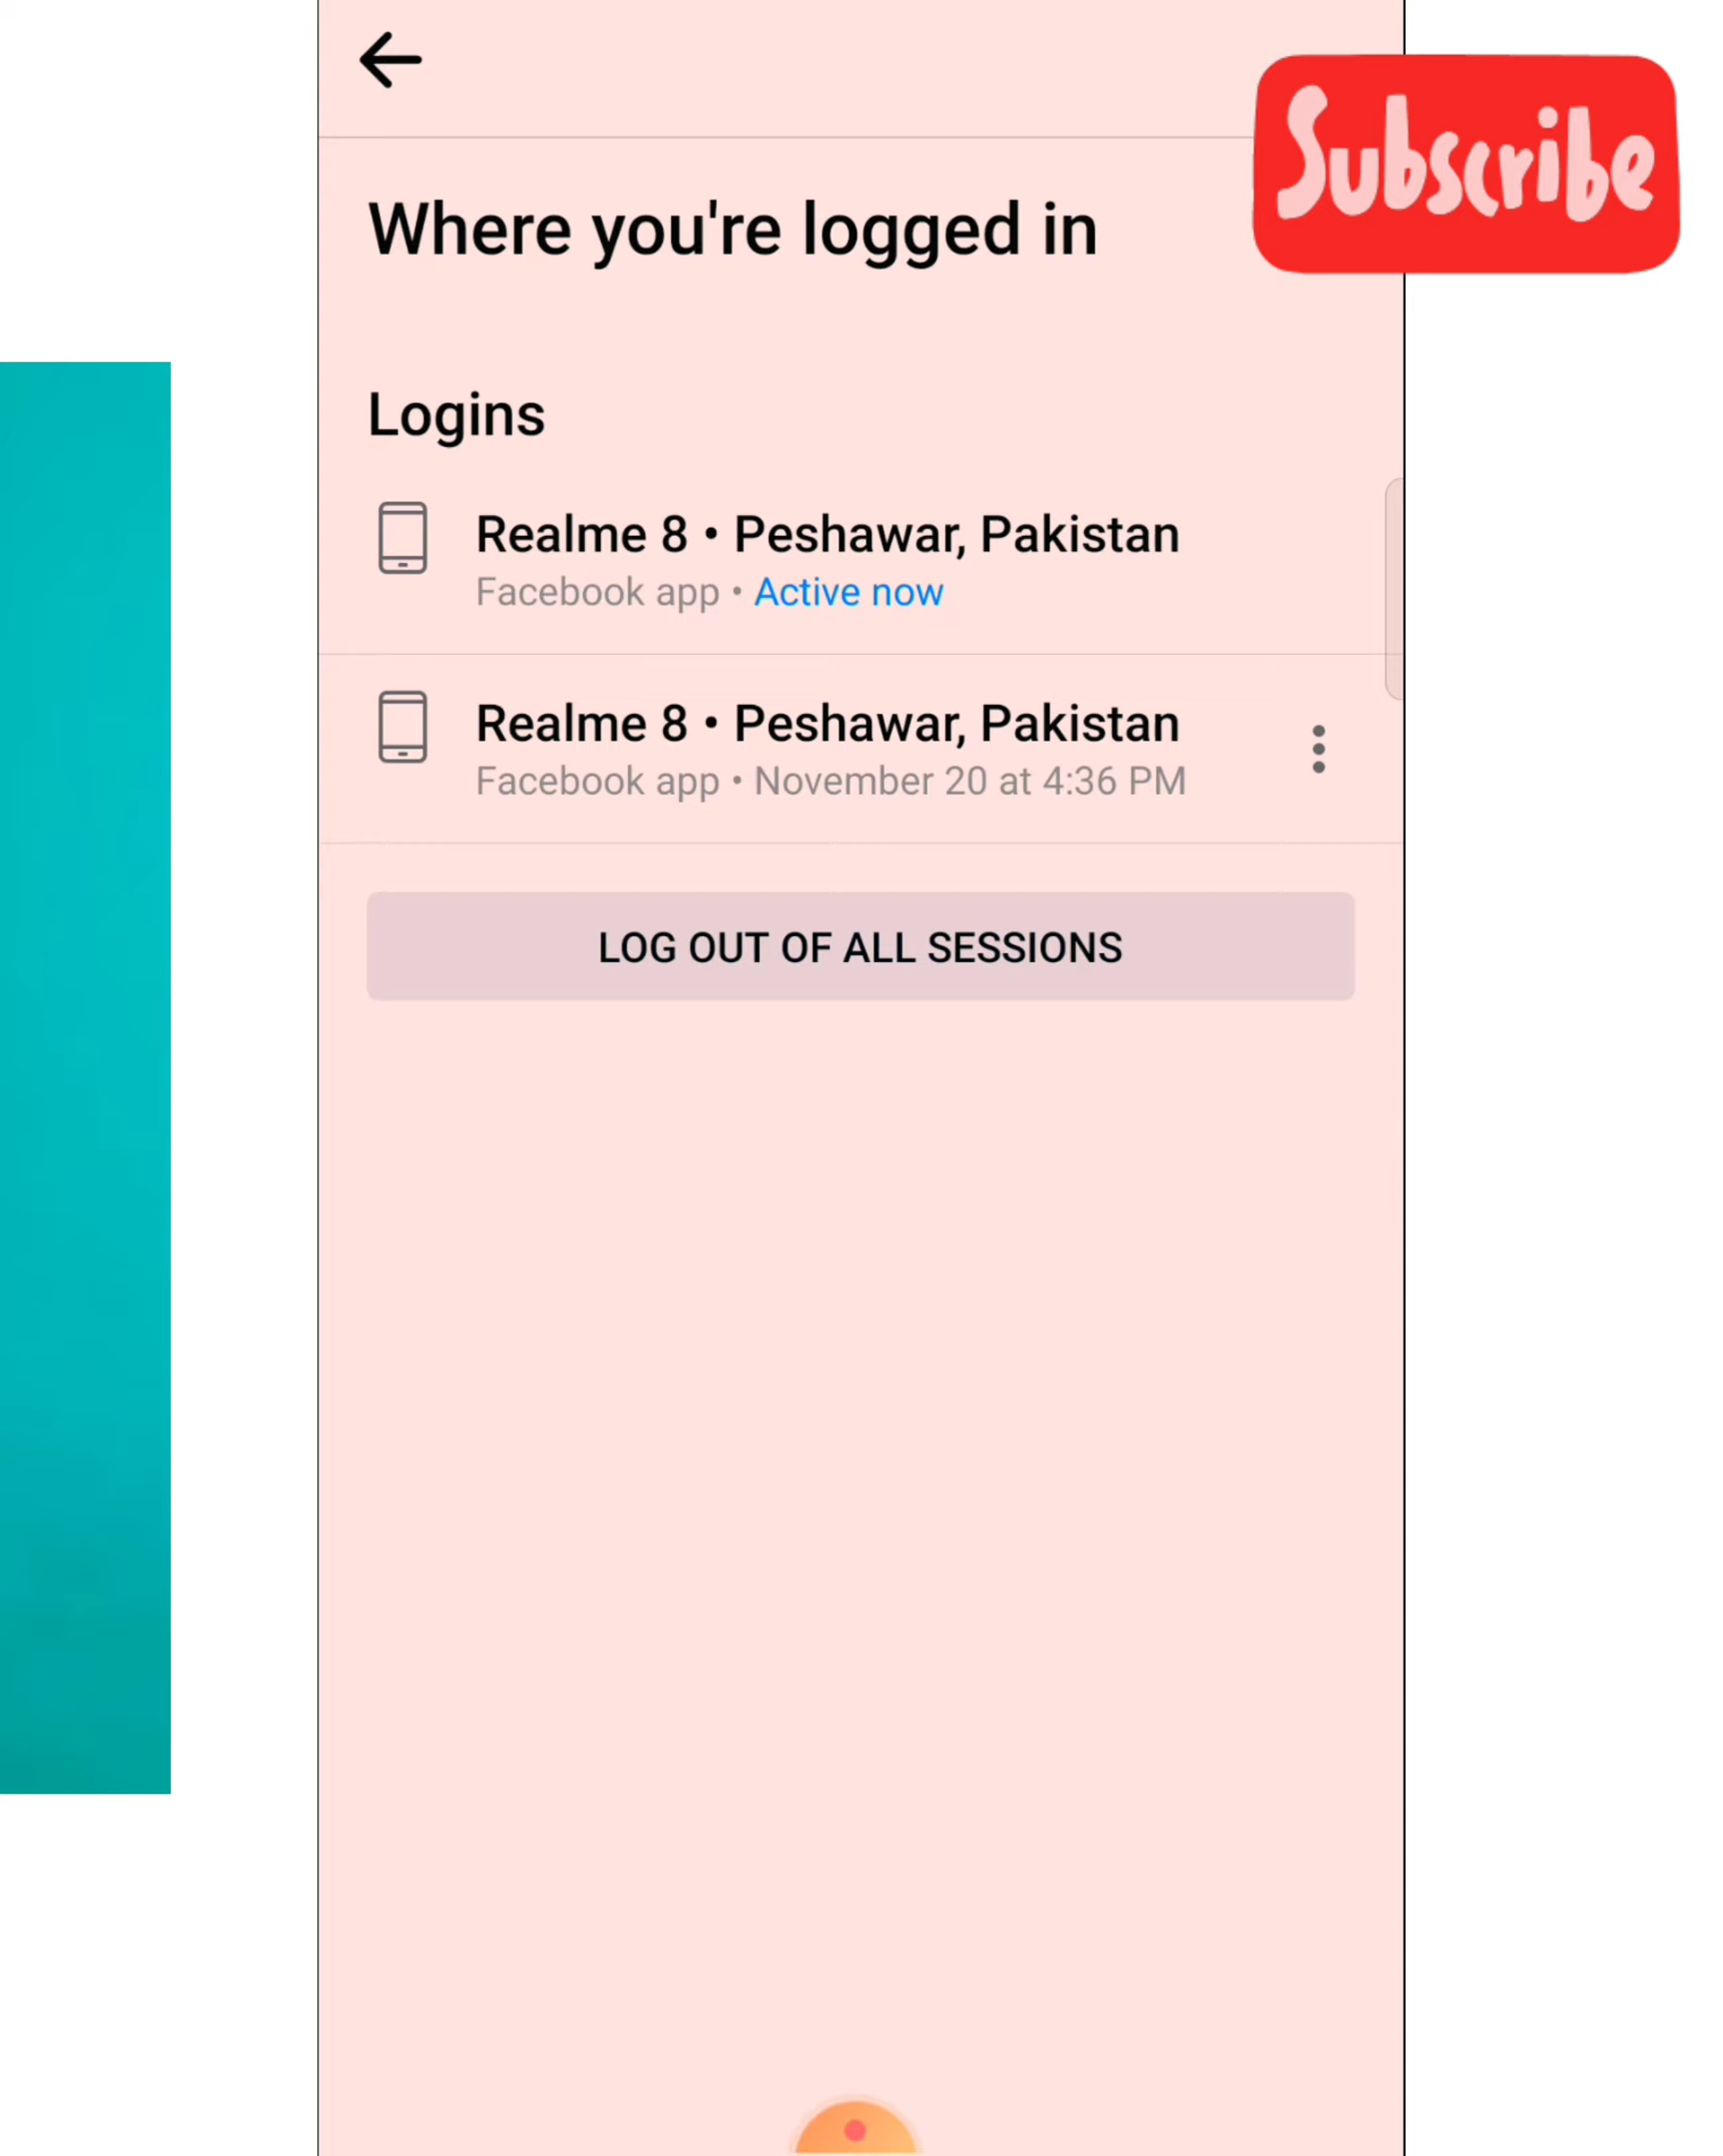 Subscribe
Where you're logged in
Logins
Realme 8 • Peshawar, Pakistan
Facebook app • Active now
Realme 8 • Peshawar, Pakistan
Facebook app • November 20 at 4:36 PM
LOG OUT OF ALL SESSIONS